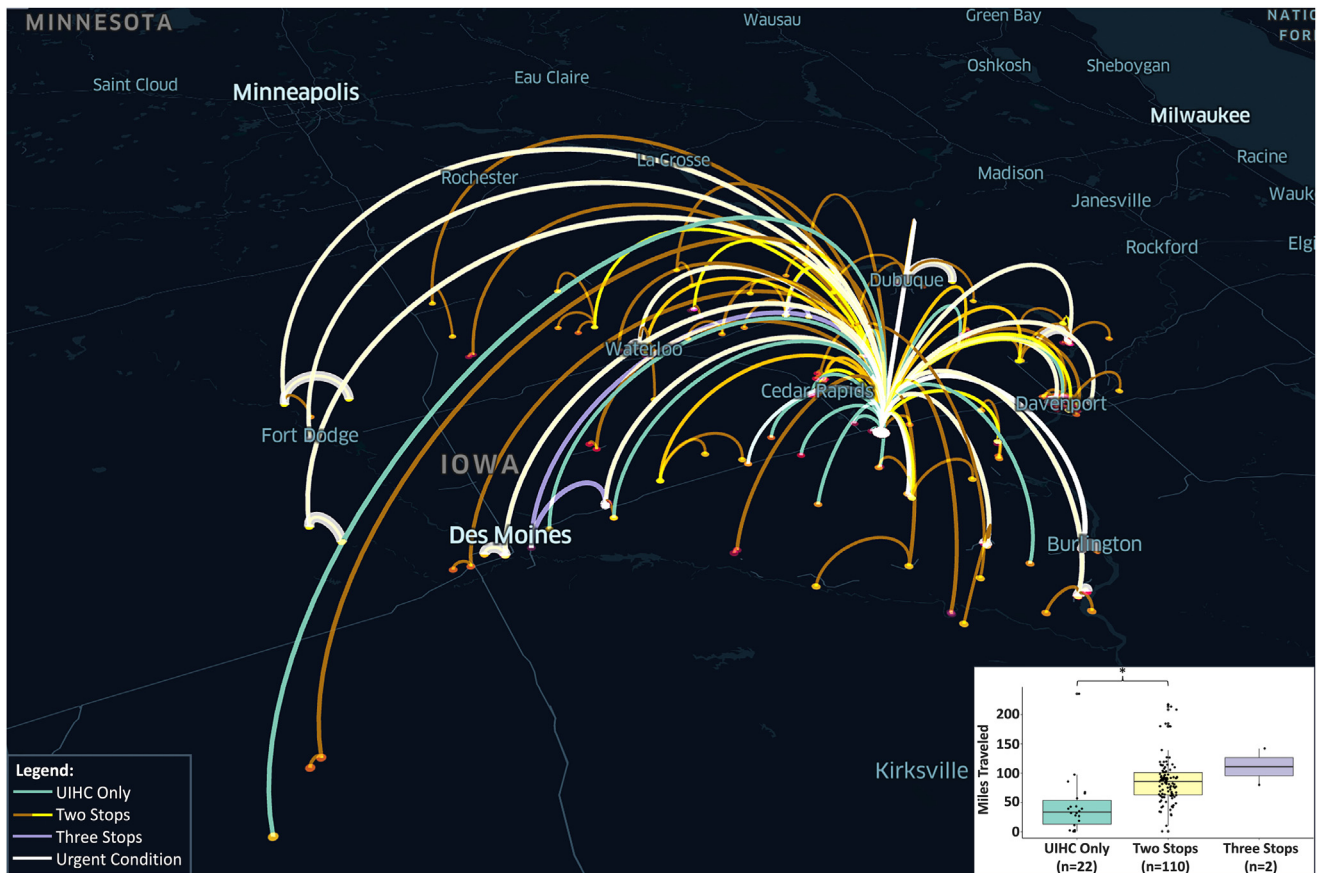 MINNESOTA
Wausau
Green Bay
NATIO
FOR
Saint Cloud
Minneapolis
Eau Claire
Oshkosh
Sheboygan
Milwaukee
Rochester
La Crosse
Madison
Racine
Janesville
Wauk
Rockford
Elgi
Dubuque
Waterloo
Cedar Rapids
Davenport
Fort Dodge
IOWA
Des Moines
Burlington
Kirksville
Legend:
UIHC Only
Two Stops
Three Stops
Urgent Condition
*
Miles Traveled
200
150
100
50
0
UIHC Only Two Stops Three Stops
(n=22) (n=110) (n=2)